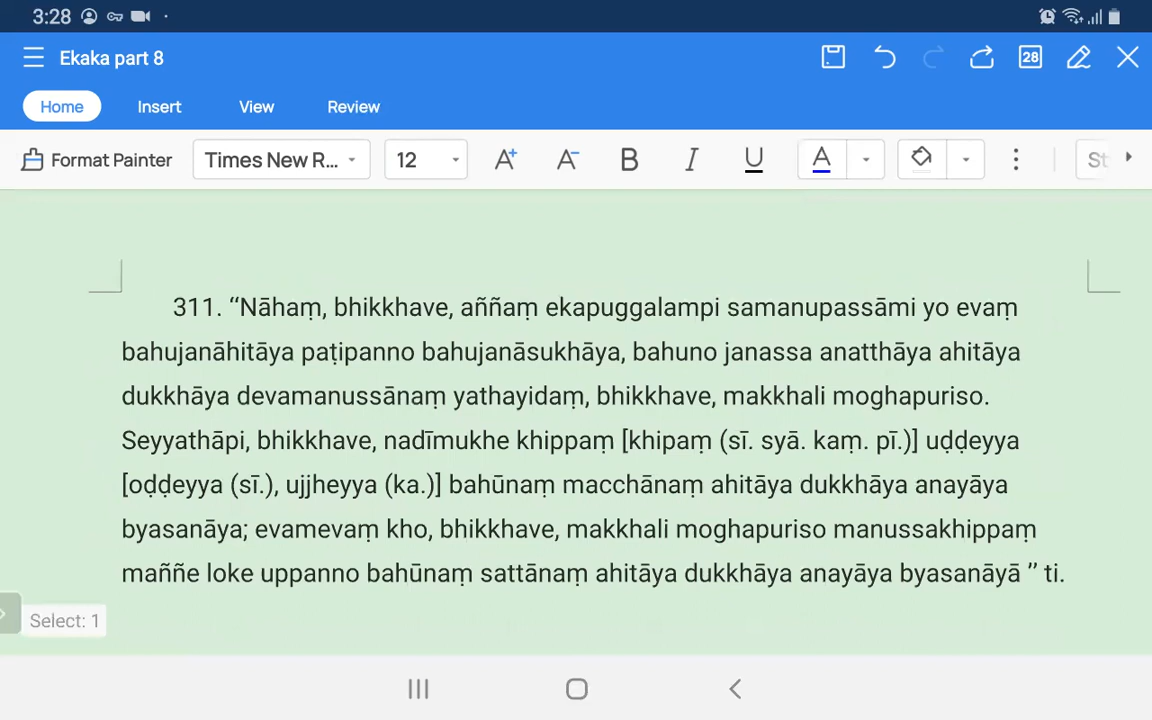 3:28
Ekaka part 8
28
Home
Insert
View
Review
Format Painter
Times New R...
12
A+
A-
B
I
U
A
St
311. “Nāhaṃ, bhikkhave, aññaṃ ekapuggalampi samanupassāmi yo evaṃ
bahujanāhitāya paṭipanno bahujanāsukhāya, bahuno janassa anatthāya ahitāya
dukkhāya devamanussānaṃ yathayidaṃ, bhikkhave, makkhali moghapuriso.
Seyyathāpi, bhikkhave, nadīmukhe khippaṃ [khipaṃ (sī. syā. kaṃ. pī.)] uḍḍeyya
[oḍḍeyya (sī.), ujjheyya (ka.)] bahūnaṃ macchānaṃ ahitāya dukkhāya anayāya
byasanāya; evamevaṃ kho, bhikkhave, makkhali moghapuriso manussakhippaṃ
maññe loke uppanno bahūnaṃ sattānaṃ ahitāya dukkhāya anayāya byasanāyā ” ti.
Select: 1